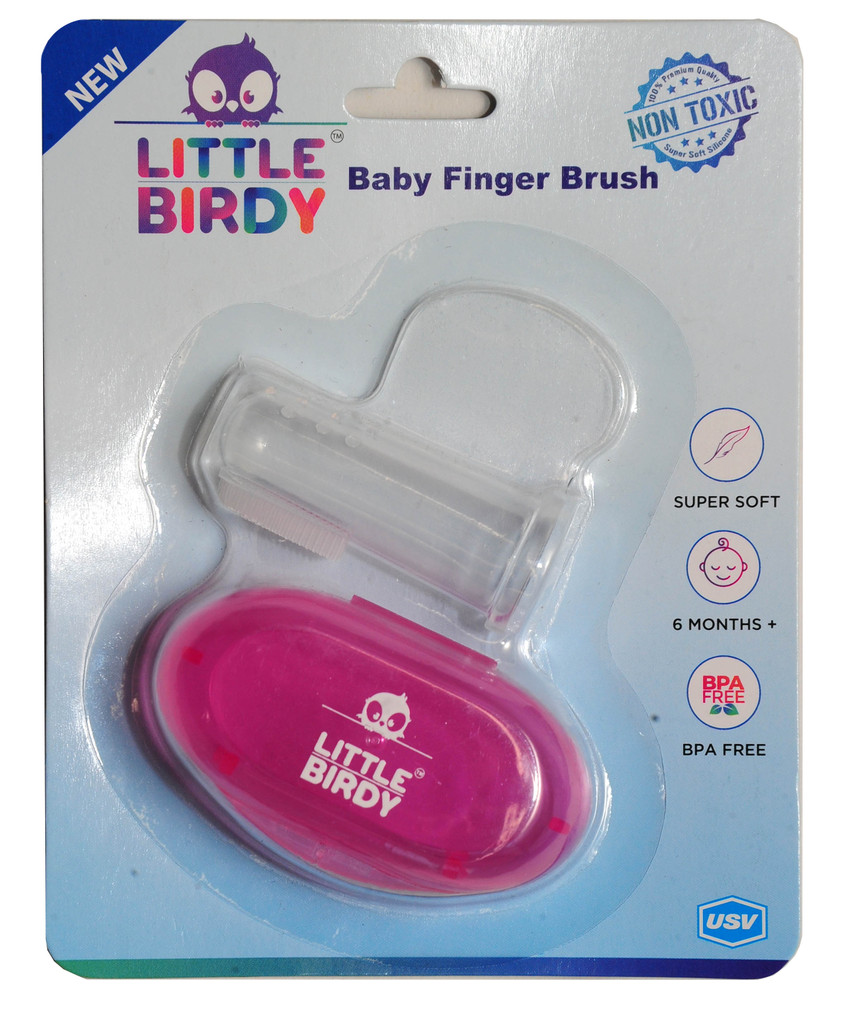 NEW
LITTLE
BIRDY
TM
Baby Finger Brush
100% Premium Quality
NON TOXIC
Super Soft Silicone
SUPER SOFT
6 MONTHS +
BPA
FREE
BPA FREE
LITTLE
BIRDY
TM
USV